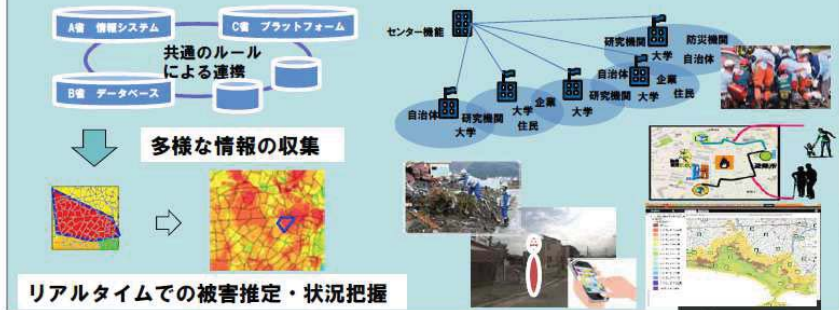 A省 情報システム
C省 プラットフォーム
共通のルール
による連携
B省 データベース
多様な情報の収集
リアルタイムでの被害推定・状況把握
センター機能
研究機関
防災機関
大学
自治体
自治体
企業
研究機関
大学
住民
企業
大学
住民
大学
自治体
研究機関
大学
避難所